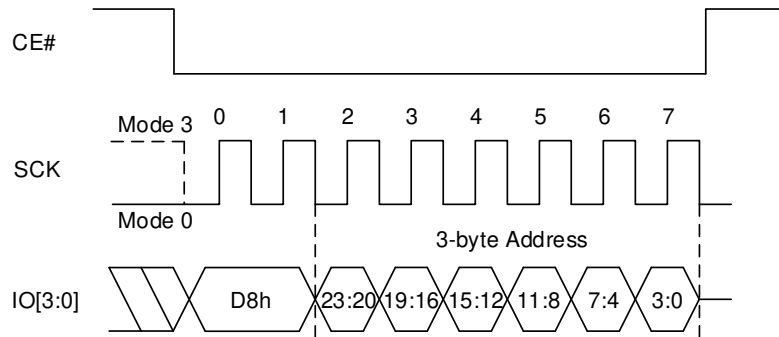 CE#
Mode 3 0 1 2 3 4 5 6 7
SCK
Mode 0
3-byte Address
IO[3:0] D8h 23:20 19:16 15:12 11:8 7:4 3:0